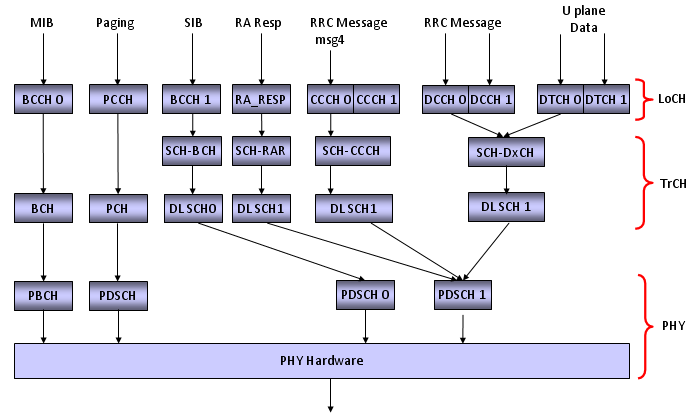 MIB Paging SIB RA Resp RRC Message msg4 RRC Message U plane Data
BCCH 0 PCCH BCCH 1 RA_RESP CCCH 0 CCCH 1 DCCH 0 DCCH 1 DTCH 0 DTCH 1 LoCH
SCH-BCH SCH-RAR SCH-CCCH SCH-DxCH
TrCH
BCH PCH DLSCH0 DLSCH1 DLSCH1 DLSCH 1
PBCH PDSCH PDSCH 0 PDSCH 1
PHY
PHY Hardware